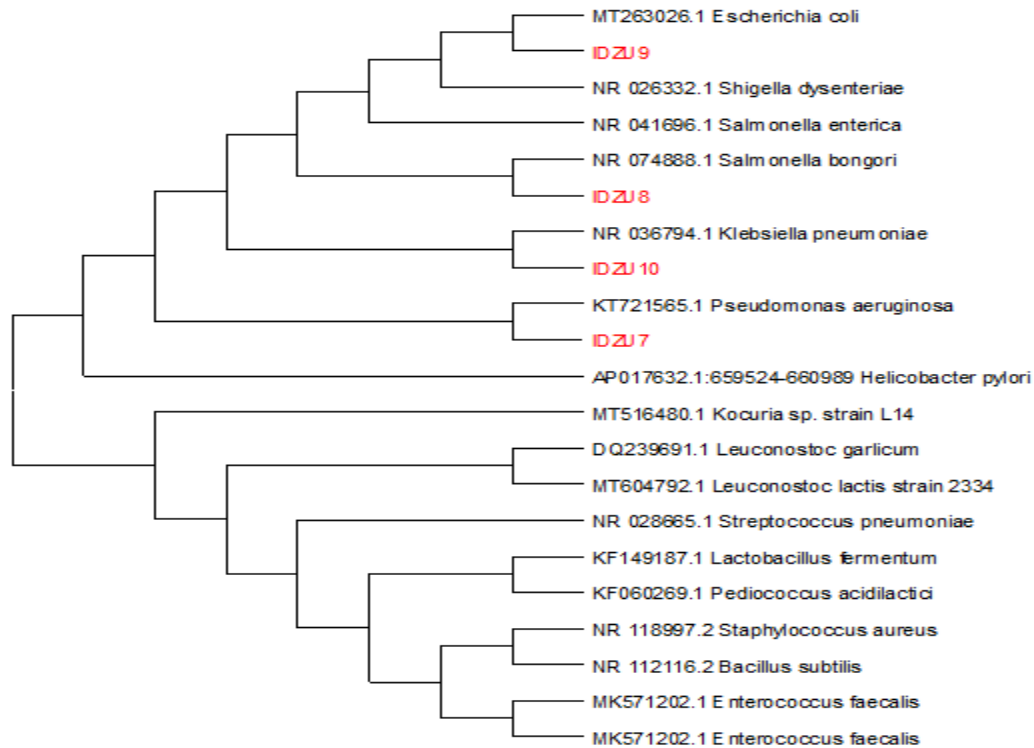 MT263026.1 Escherichia coli
IDZU9
NR 026332.1 Shigella dysenteriae
NR 041696.1 Salmonella enterica
NR 074888.1 Salmonella bongori
IDZU8
NR 036794.1 Klebsiella pneumoniae
IDZU10
KT721565.1 Pseudomonas aeruginosa
IDZU7
AP017632.1:659524-660989 Helicobacter pylori
MT516480.1 Kocuria sp. strain L14
DQ239691.1 Leuconostoc garlicum
MT604792.1 Leuconostoc lactis strain 2334
NR 028665.1 Streptococcus pneumoniae
KF149187.1 Lactobacillus fermentum
KF060269.1 Pediococcus acidilactici
NR 118997.2 Staphylococcus aureus
NR 112116.2 Bacillus subtilis
MK571202.1 Enterococcus faecalis
MK571202.1 Enterococcus faecalis